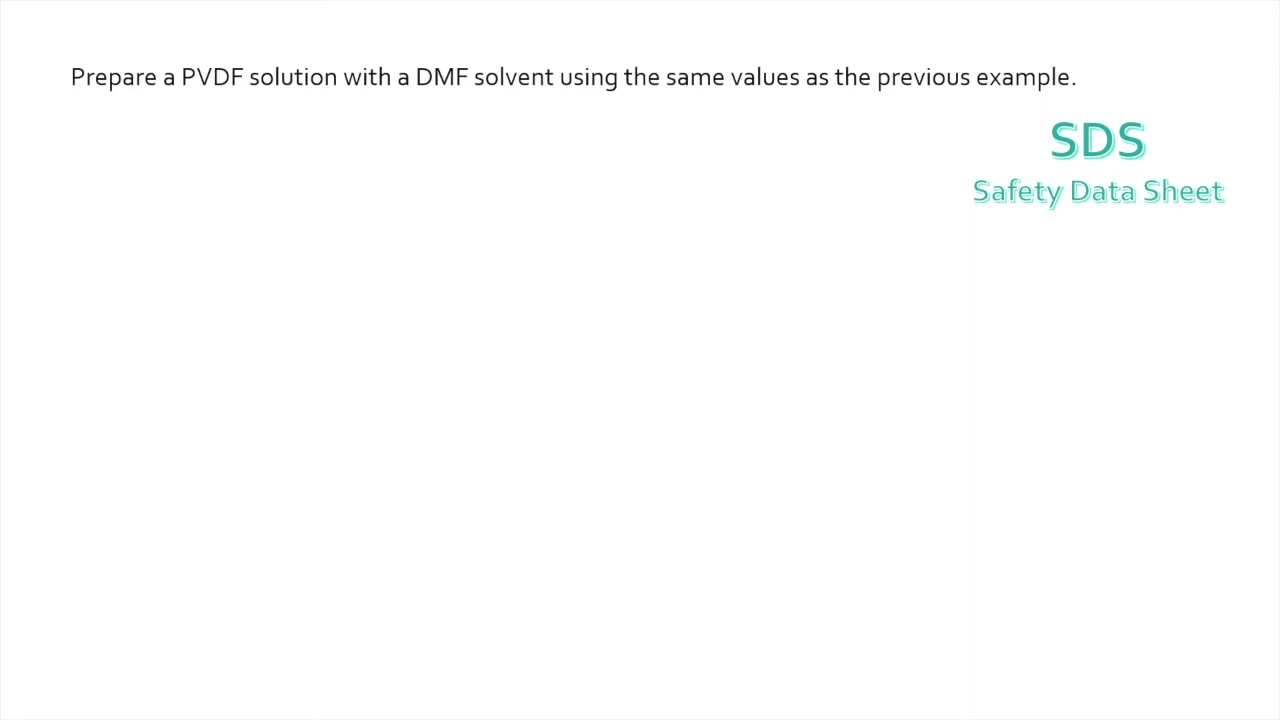 Prepare a PVDF solution with a DMF solvent using the same values as the previous example.
SDS
Safety Data Sheet